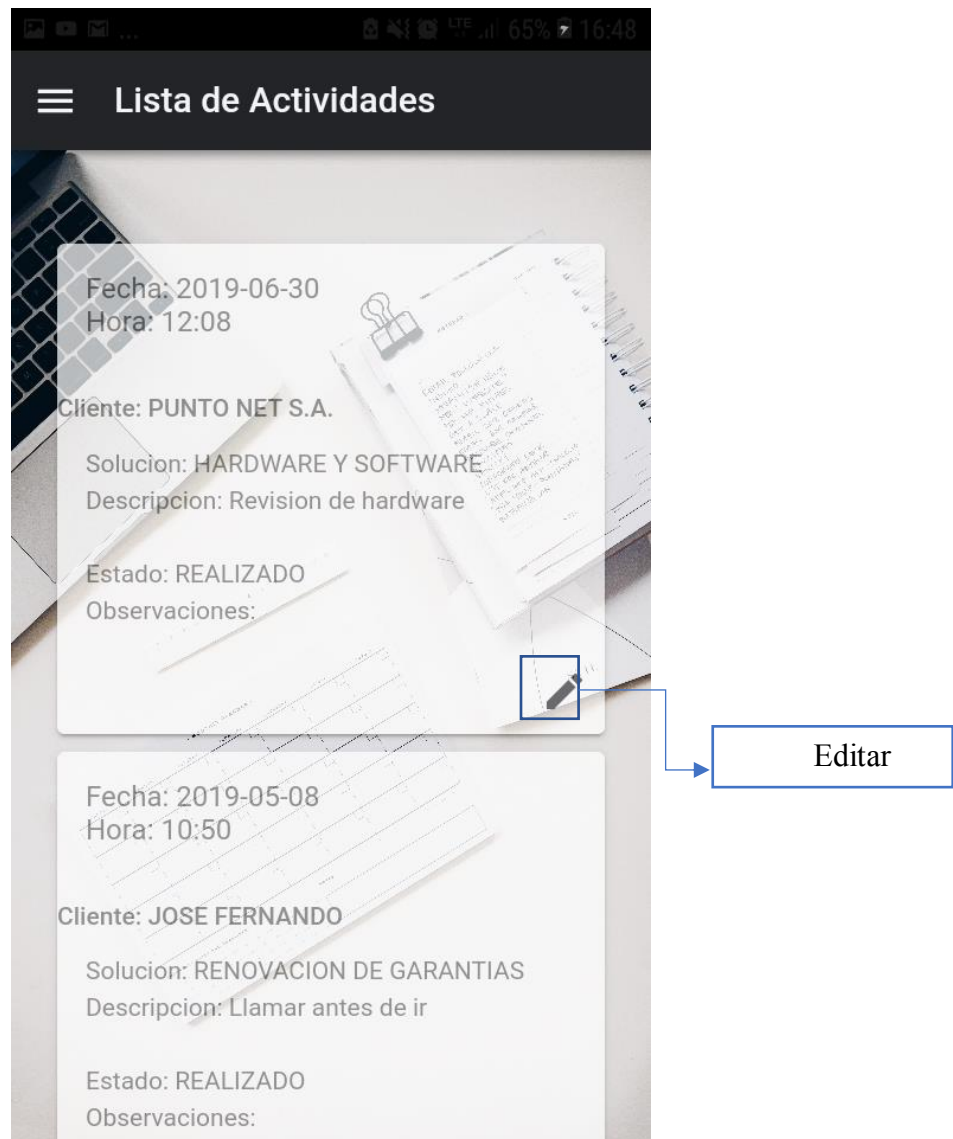 ... LTE 65% 16:48
Lista de Actividades
Fecha: 2019-06-30
Hora: 12:08
Cliente: PUNTO NET S.A.
Solucion: HARDWARE Y SOFTWARE
Descripcion: Revision de hardware
Estado: REALIZADO
Observaciones:
Editar
Fecha: 2019-05-08
Hora: 10:50
Cliente: JOSE FERNANDO
Solucion: RENOVACION DE GARANTIAS
Descripcion: Llamar antes de ir
Estado: REALIZADO
Observaciones: